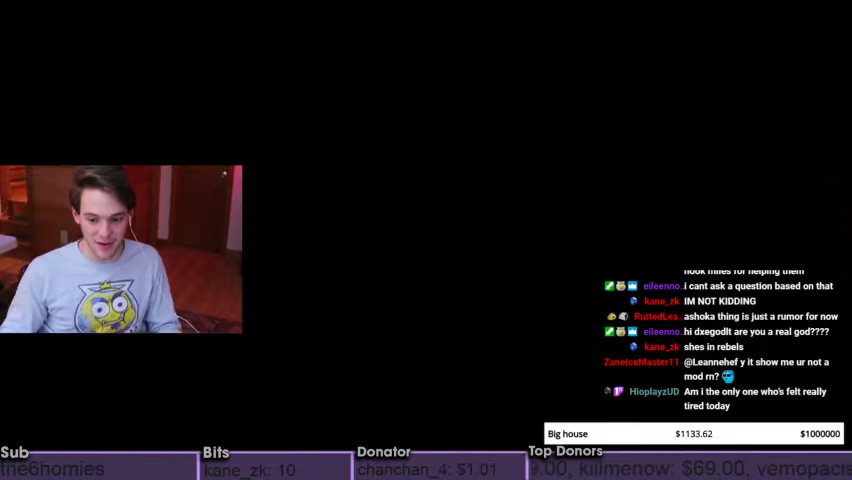 nook miles for helping them
eileenno.. i cant ask a question based on that
kane_zk IM NOT KIDDING
RuttedLea.. ashoka thing is just a rumor for now
eileenno.. hi dxegodlt are you a real god????
kane_zk shes in rebels
ZaneIceMaster11 @Leannehef y it show me ur not a
mod rn?
HioplayzUD Am i the only one who's felt really
tired today
Big house $1133.62 $1000000
Sub Bits Donator Top Donors
the6homies kane_zk: 10 chanchan_4: $1.01 9.00, killmenow: $69.00, vemopacis